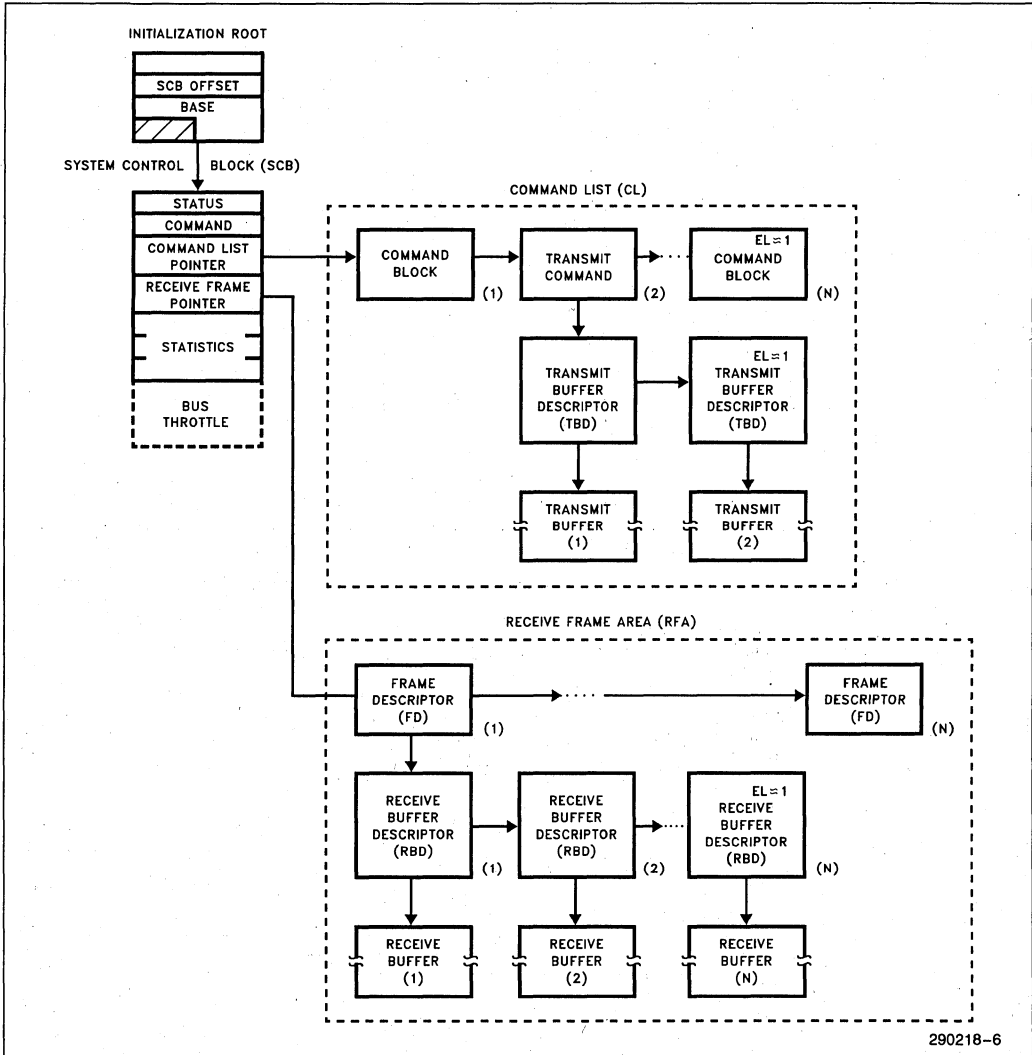 INITIALIZATION ROOT
SCB OFFSET
BASE
SYSTEM CONTROL BLOCK (SCB)
STATUS
COMMAND
COMMAND LIST
POINTER
RECEIVE FRAME
POINTER
STATISTICS
BUS
THROTTLE
COMMAND LIST (CL)
COMMAND
BLOCK
(1)
TRANSMIT
COMMAND
(2)
EL=1
COMMAND
BLOCK
(N)
TRANSMIT
BUFFER
DESCRIPTOR
(TBD)
EL=1
TRANSMIT
BUFFER
DESCRIPTOR
(TBD)
TRANSMIT
BUFFER
(1)
TRANSMIT
BUFFER
(2)
RECEIVE FRAME AREA (RFA)
FRAME
DESCRIPTOR
(FD)
(1)
FRAME
DESCRIPTOR
(FD)
(N)
RECEIVE
BUFFER
DESCRIPTOR
(RBD)
(1)
RECEIVE
BUFFER
DESCRIPTOR
(RBD)
(2)
EL=1
RECEIVE
BUFFER
DESCRIPTOR
(RBD)
(N)
RECEIVE
BUFFER
(1)
RECEIVE
BUFFER
(2)
RECEIVE
BUFFER
(N)
290218-6